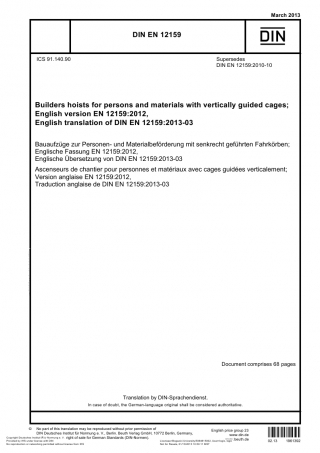 March 2013
DIN EN 12159
DIN
ICS 91.140.90
Supersedes
DIN EN 12159:2010-10
Builders hoists for persons and materials with vertically guided cages;
English version EN 12159:2012,
English translation of DIN EN 12159:2013-03
Bauaufzüge zur Personen- und Materialbeförderung mit senkrecht geführten Fahrkörben;
Englische Fassung EN 12159:2012,
Englische Übersetzung von DIN EN 12159:2013-03
Ascenseurs de chantier pour personnes et matériaux avec cages guidées verticalement;
Version anglaise EN 12159:2012,
Traduction anglaise de DIN EN 12159:2013-03
Document comprises 68 pages
Translation by DIN-Sprachendienst.
In case of doubt, the German-language original shall be considered authoritative.
© No part of this translation may be reproduced without prior permission of
DIN Deutsches Institut für Normung e. V., Berlin. Beuth Verlag GmbH, 10772 Berlin, Germany,
right of sale for German Standards (DIN-Normen).
English price group 23
www.din.de
www.beuth.de